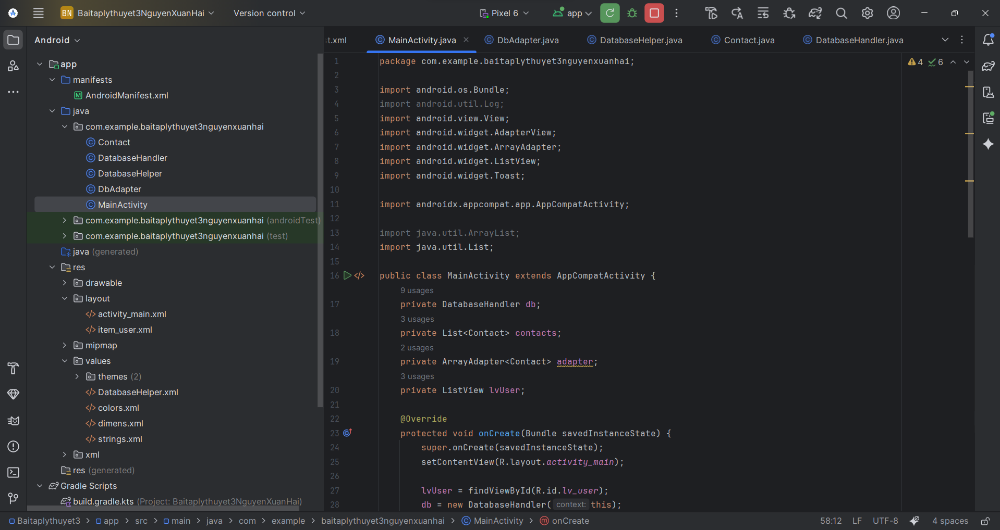 BN Baitaplythuyet3NguyenXuanHai Version control Pixel 6 app
Android
app
manifests
AndroidManifest.xml
java
com.example.baitaplythuyet3nguyenxuanhai
Contact
DatabaseHandler
DatabaseHelper
DbAdapter
MainActivity
com.example.baitaplythuyet3nguyenxuanhai (androidTest)
com.example.baitaplythuyet3nguyenxuanhai (test)
java (generated)
res
drawable
layout
activity_main.xml
item_user.xml
mipmap
values
themes (2)
DatabaseHelper.xml
colors.xml
dimens.xml
strings.xml
xml
res (generated)
Gradle Scripts
build.gradle.kts (Project: Baitaplythuyet3NguyenXuanHai)
t.xml MainActivity.java DbAdapter.java DatabaseHelper.java Contact.java DatabaseHandler.java
4 6
1 package com.example.baitaplythuyet3nguyenxuanhai;
2
3 import android.os.Bundle;
4 import android.util.Log;
5 import android.view.View;
6 import android.widget.AdapterView;
7 import android.widget.ArrayAdapter;
8 import android.widget.ListView;
9 import android.widget.Toast;
10
11 import androidx.appcompat.app.AppCompatActivity;
12
13 import java.util.ArrayList;
14 import java.util.List;
15
16 public class MainActivity extends AppCompatActivity {
9 usages
17 private DatabaseHandler db;
3 usages
18 private List<Contact> contacts;
2 usages
19 private ArrayAdapter<Contact> adapter;
3 usages
20 private ListView lvUser;
21
22 @Override
23 protected void onCreate(Bundle savedInstanceState) {
24 super.onCreate(savedInstanceState);
25 setContentView(R.layout.activity_main);
26
27 lvUser = findViewById(R.id.lv_user);
28 db = new DatabaseHandler( context: this);
Baitaplythuyet3 > app > src > main > java > com > example > baitaplythuyet3nguyenxuanhai > MainActivity > onCreate 58:12 LF UTF-8 4 spaces